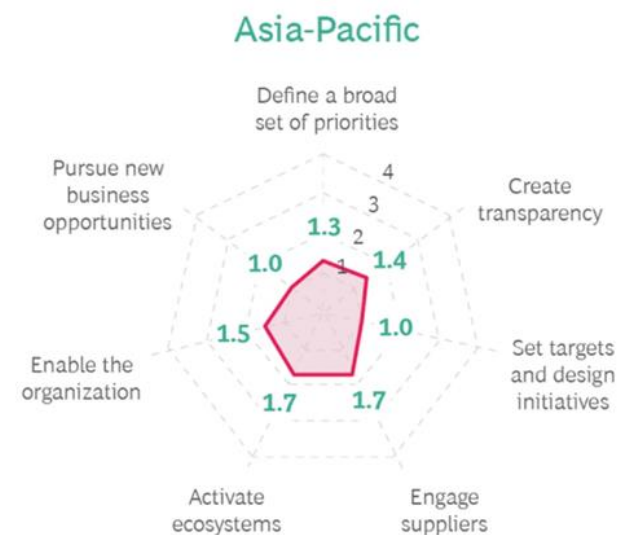 Asia-Pacific
Define a broad
set of priorities
4
3
2
1
Create
transparency
Pursue new
business
opportunities
1.3
1.4
1.0
1.0
1.5
1.7
1.7
Set targets
and design
initiatives
Enable the
organization
Activate
ecosystems
Engage
suppliers